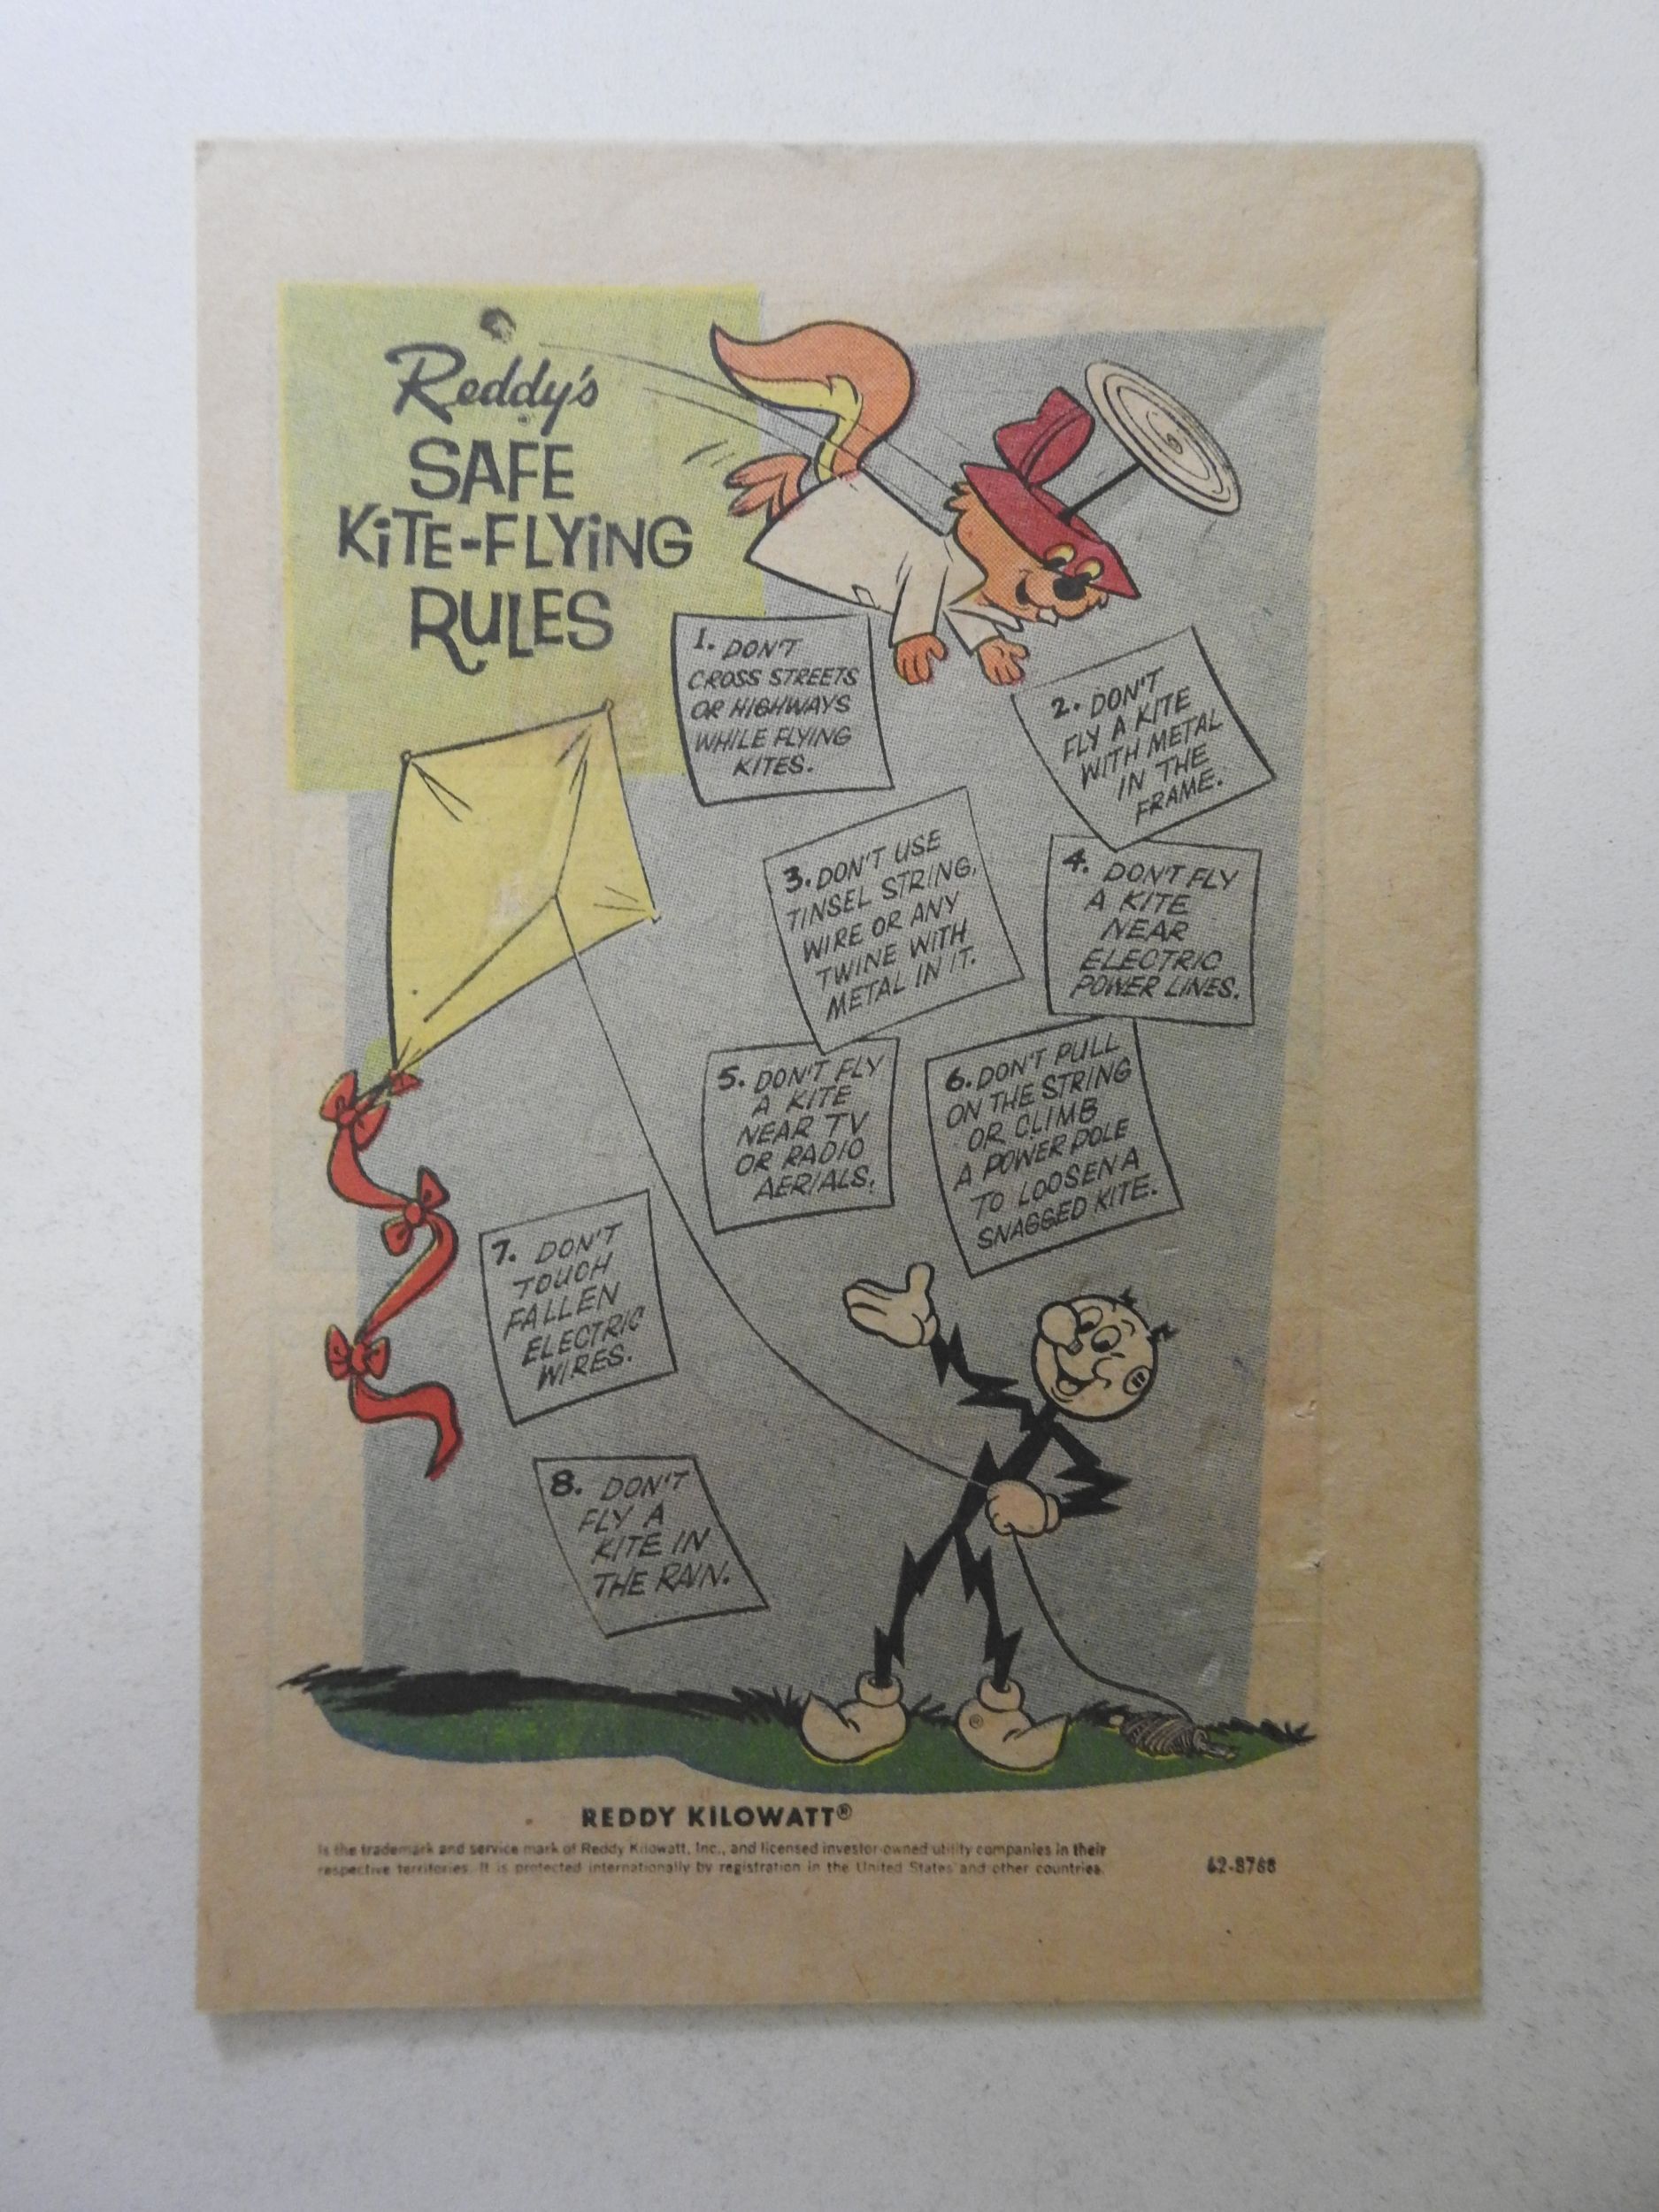 Reddy's
SAFE
KiTE-FLYiNG
RULES
1. DON'T
CROSS STREETS
OR HIGHWAYS
WHILE FLYING
KITES.
2. DON'T
FLY A KITE
WITH METAL
IN THE
FRAME.
3. DON'T USE
TINSEL STRING,
WIRE OR ANY
TWINE WITH
METAL IN IT.
4. DON'T FLY
A KITE
NEAR
ELECTRIC
POWER LINES.
5. DON'T FLY
A KITE
NEAR TV
OR RADIO
AERIALS.
6. DON'T PULL
ON THE STRING
OR CLIMB
A POWER POLE
TO LOOSEN A
SNAGGED KITE.
7. DON'T
TOUCH
FALLEN
ELECTRIC
WIRES.
8. DON'T
FLY A
KITE IN
THE RAIN.
REDDY KILOWATT®
Is the trademark and service mark of Reddy Kilowatt, Inc., and licensed investor-owned utility companies in their
respective territories. It is protected internationally by registration in the United States and other countries.
62-8768